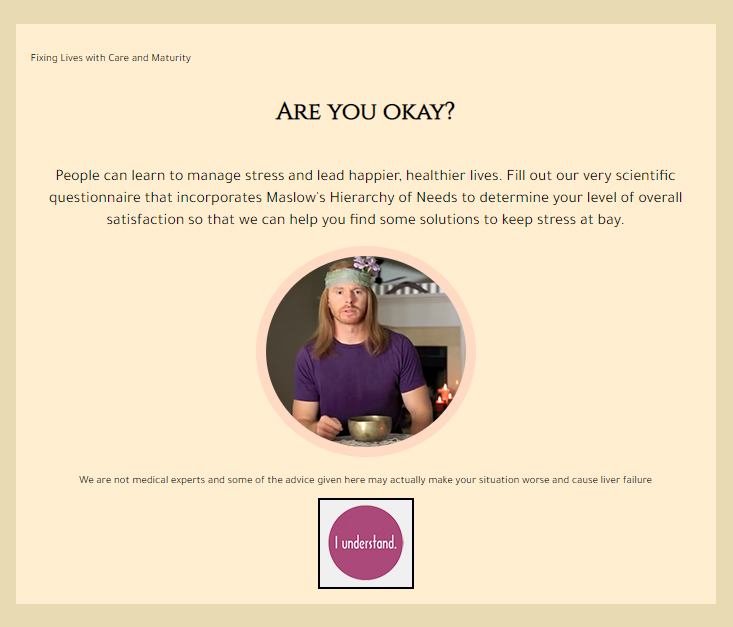 Fixing Lives with Care and Maturity
Are you okay?
People can learn to manage stress and lead happier, healthier lives. Fill out our very scientific
questionnaire that incorporates Maslow's Hierarchy of Needs to determine your level of overall
satisfaction so that we can help you find some solutions to keep stress at bay.
We are not medical experts and some of the advice given here may actually make your situation worse and cause liver failure
I understand.